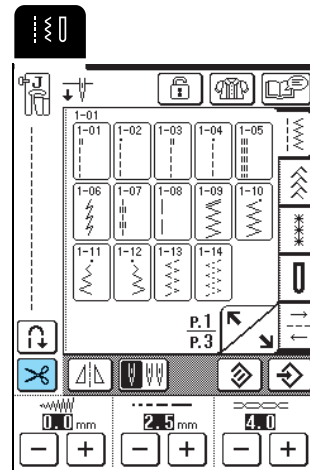 J
1-01
1-01 1-02 1-03 1-04 1-05
1-06 1-07 1-08 1-09 1-10
1-11 1-12 1-13 1-14
P.1
P.3
0.0 mm 2.5 mm 4.0
− + − + − +